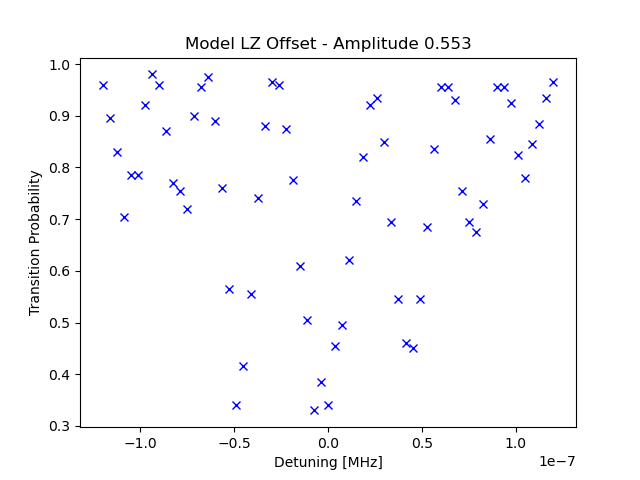 Model LZ Offset - Amplitude 0.553
Transition Probability
1.0
0.9
0.8
0.7
0.6
0.5
0.4
0.3
−1.0 −0.5 0.0 0.5 1.0
1e−7
Detuning [MHz]